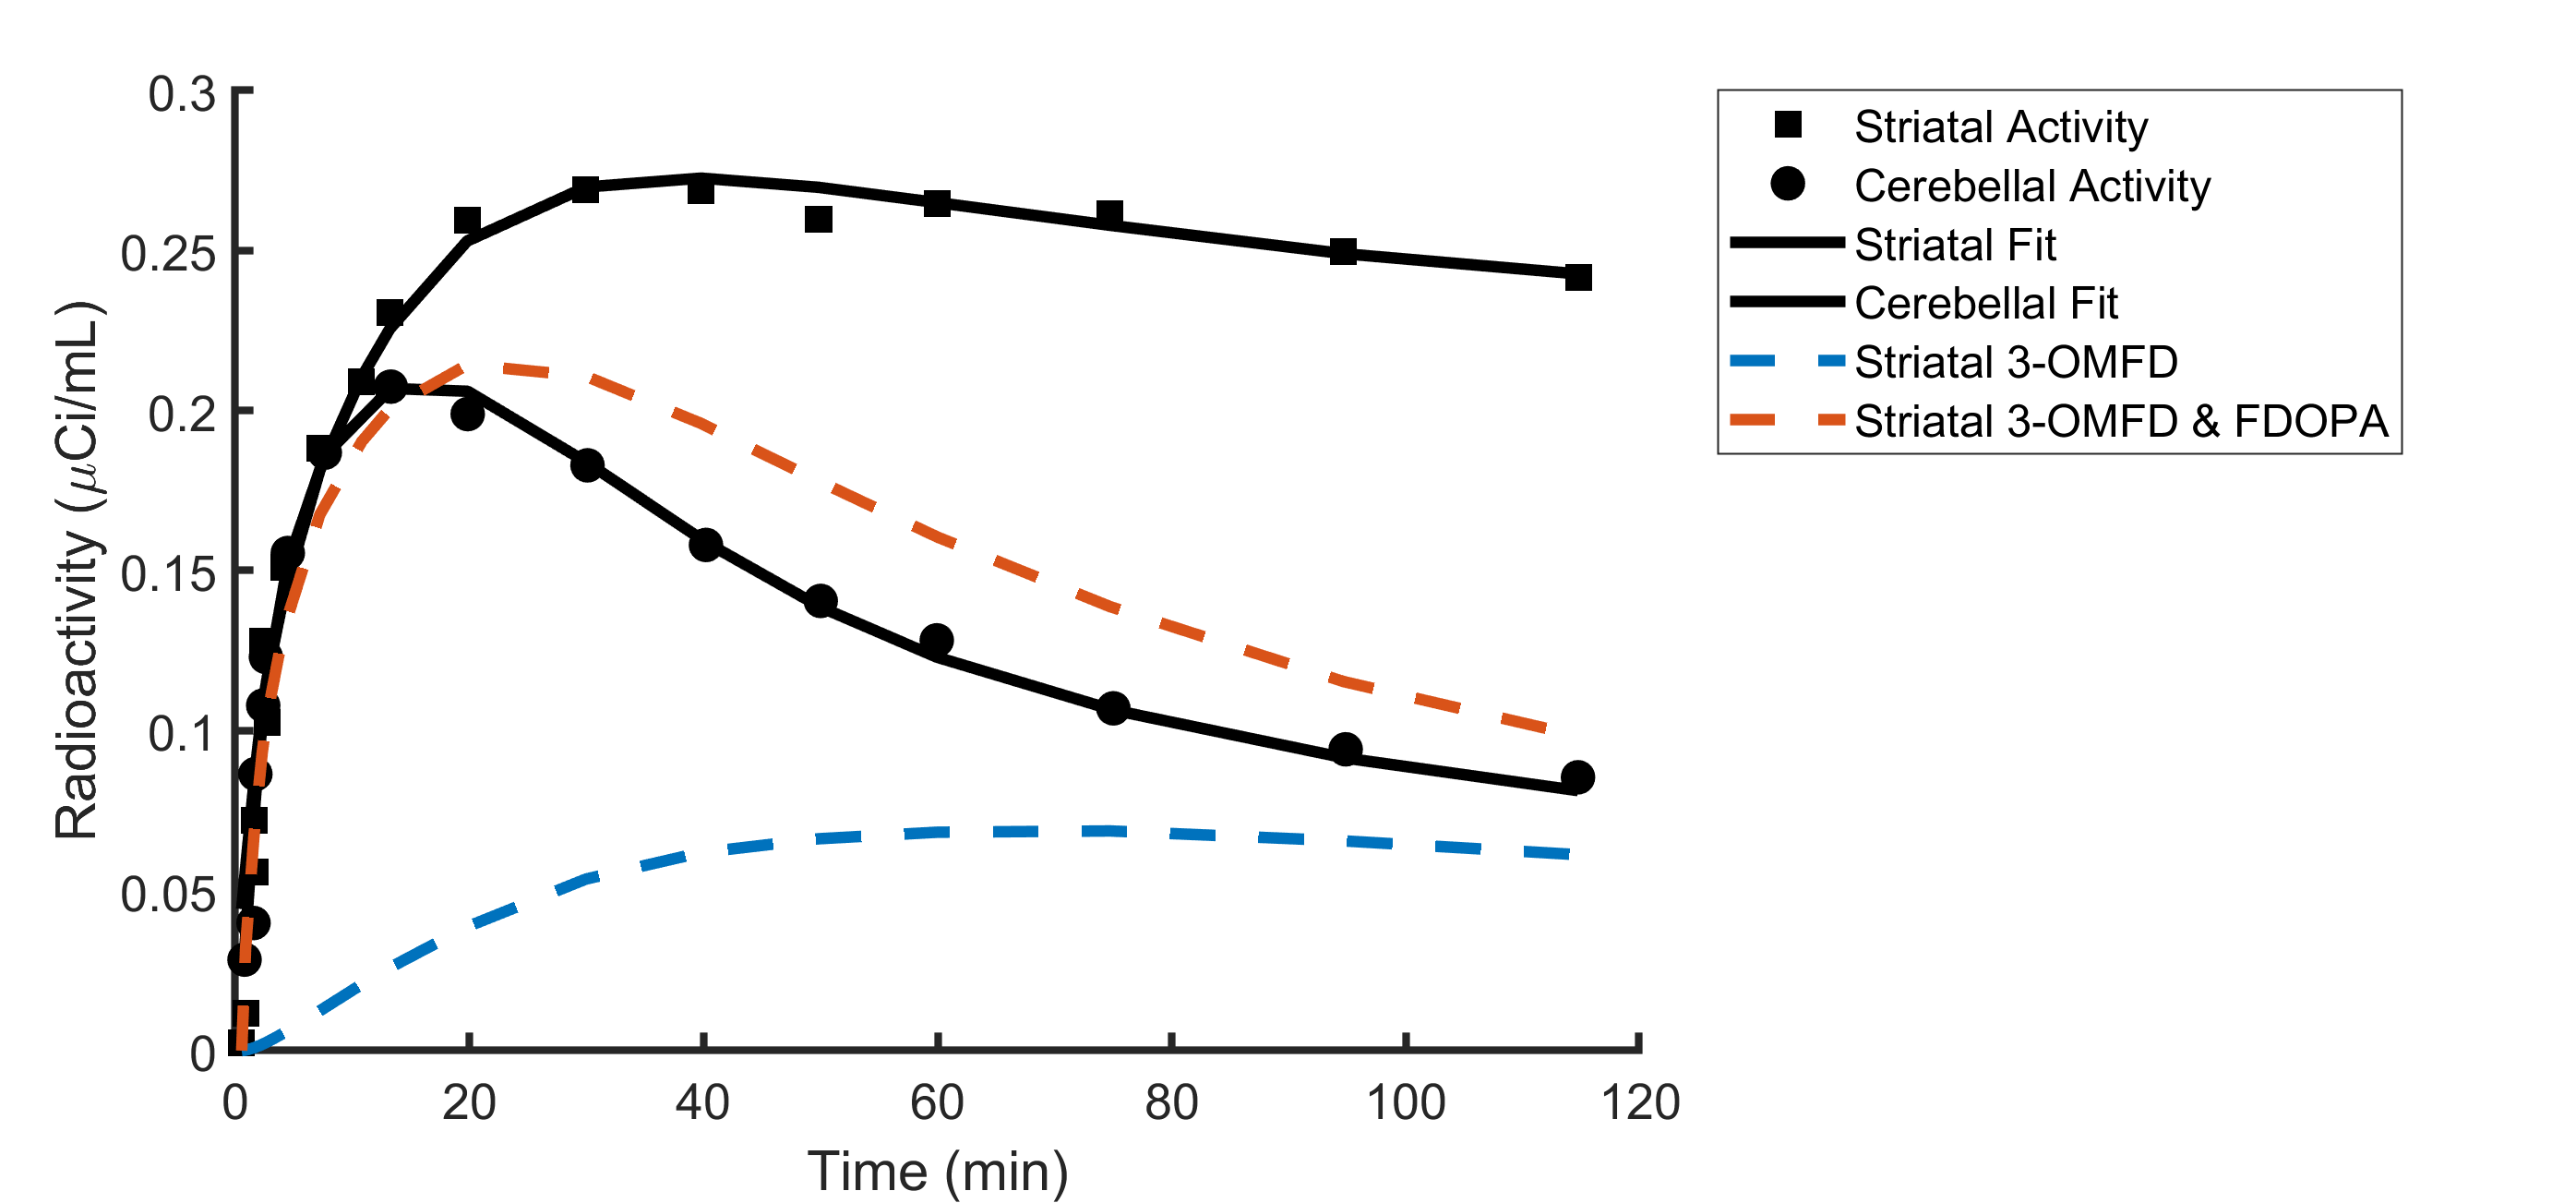 0.3
0.25
0.2
0.15
0.1
0.05
0
Radioactivity (μCi/mL)
0 20 40 60 80 100 120
Time (min)
Striatal Activity
Cerebellal Activity
Striatal Fit
Cerebellal Fit
Striatal 3-OMFD
Striatal 3-OMFD & FDOPA